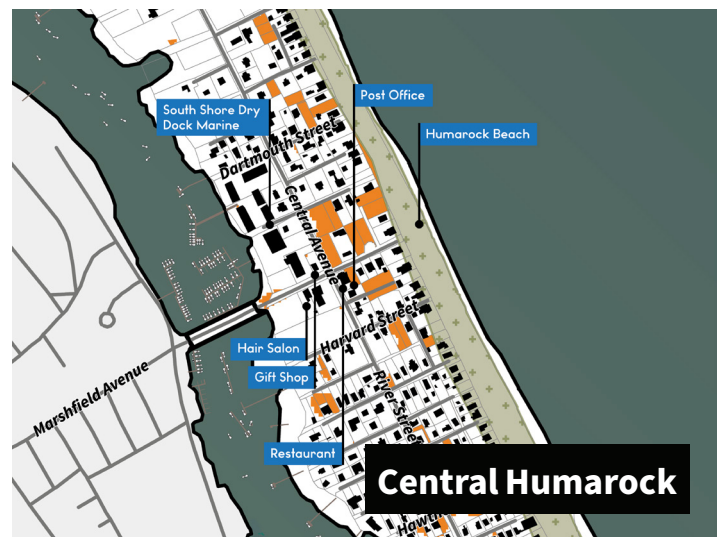 Post Office
South Shore Dry
Dock Marine
Humarock Beach
Dartmouth Street
Central Avenue
Harvard Street
Hair Salon
Gift Shop
Marshfield Avenue
River Street
Restaurant
Central Humarock